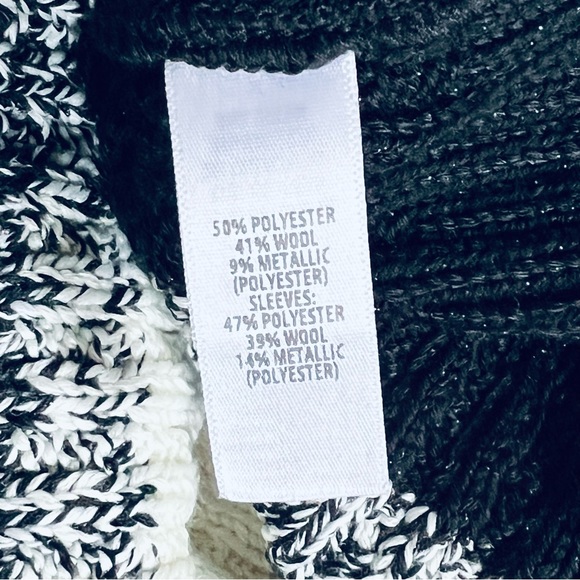 50% POLYESTER
41% WOOL
9% METALLIC
(POLYESTER)
SLEEVES:
47% POLYESTER
39% WOOL
14% METALLIC
(POLYESTER)